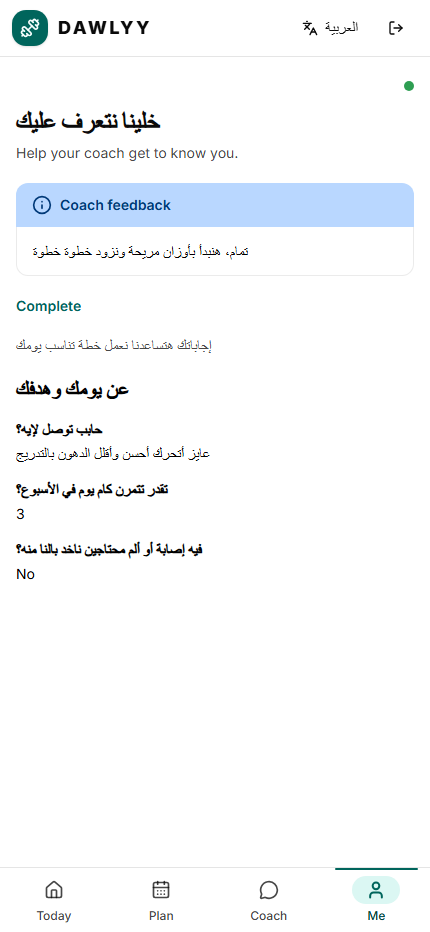 DAWLYY
العربية
خلينا نتعرف عليك
Help your coach get to know you.
Coach feedback
تمام، هنبدأ بأوزان مريحة ونزود خطوة خطوة
Complete
إجاباتك هتساعدنا نعمل خطة تناسب يومك
عن يومك وهدفك
حابب توصل لإيه؟
عايز أتحرك أحسن وأقلل الدهون بالتدريج
تقدر تتمرن كام يوم في الأسبوع؟
3
فيه إصابة أو ألم محتاجين ناخد بالنا منه؟
No
Today
Plan
Coach
Me